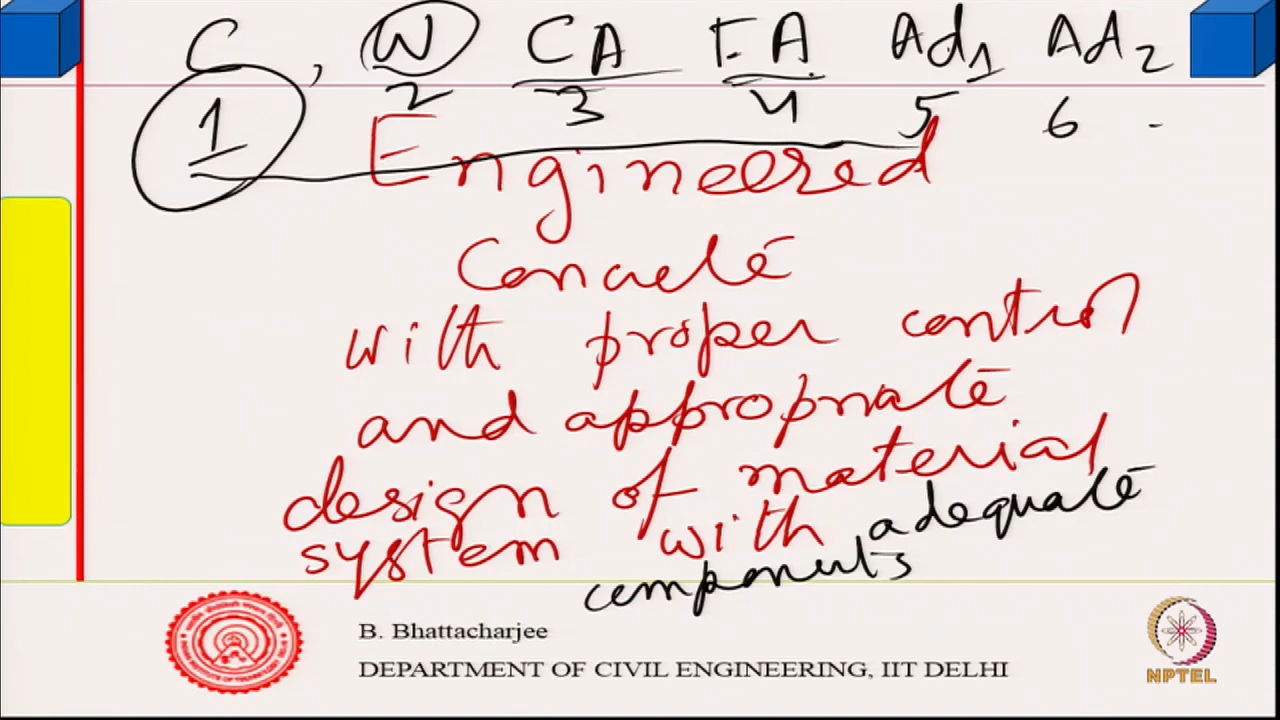 C, W CA FA Ad1 Ad2
1 2 3 4 5 6 -
Engineered
Concrete
with proper control
and appropriate
design of material
system with adequate
components
B. Bhattacharjee
DEPARTMENT OF CIVIL ENGINEERING, IIT DELHI
NPTEL